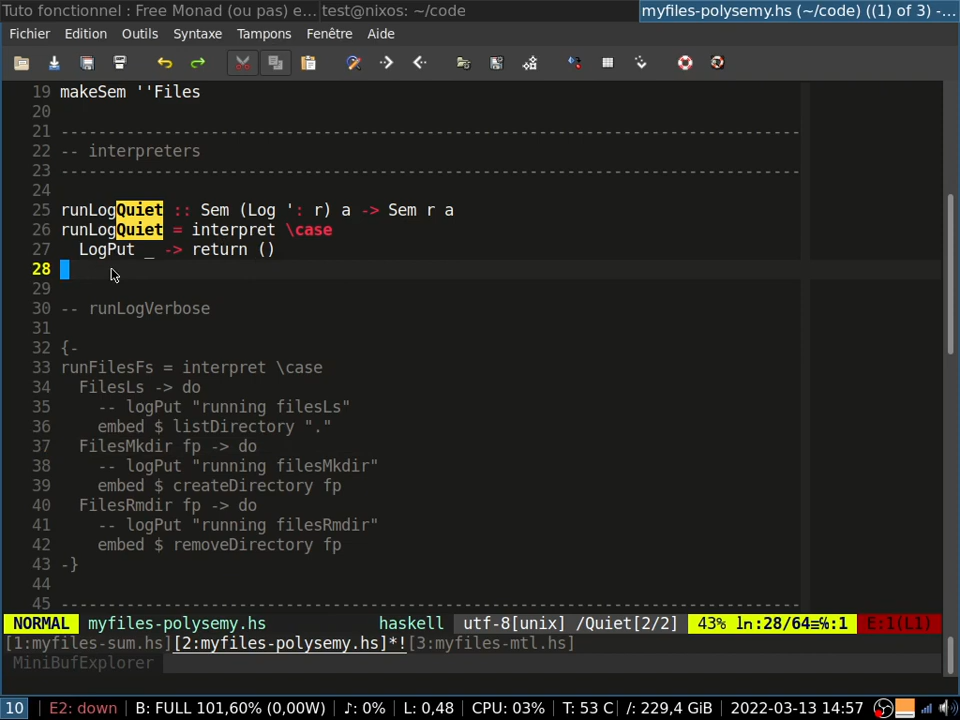 Tuto fonctionnel : Free Monad (ou pas) e... test@nixos: ~/code myfiles-polysemy.hs (~/code) ((1) of 3) -...
Fichier Edition Outils Syntaxe Tampons Fenêtre Aide
19 makeSem ''Files
20
21 -------------------------------------------------------------------------------
22 -- interpreters
23 -------------------------------------------------------------------------------
24
25 runLogQuiet :: Sem (Log ': r) a -> Sem r a
26 runLogQuiet = interpret \case
27   LogPut _ -> return ()
28
29
30 -- runLogVerbose
31
32 {-
33 runFilesFs = interpret \case
34   FilesLs -> do
35     -- logPut "running filesLs"
36     embed $ listDirectory "."
37   FilesMkdir fp -> do
38     -- logPut "running filesMkdir"
39     embed $ createDirectory fp
40   FilesRmdir fp -> do
41     -- logPut "running filesRmdir"
42     embed $ removeDirectory fp
43 -}
44
45 -------------------------------------------------------------------------------
NORMAL myfiles-polysemy.hs haskell utf-8[unix] /Quiet[2/2] 43% ln:28/64≡℅:1 E:1(L1)
[1:myfiles-sum.hs][2:myfiles-polysemy.hs]*![3:myfiles-mtl.hs]
MiniBufExplorer
10 E2: down B: FULL 101,60% (0,00W) ♪: 0% L: 0,48 CPU: 03% T: 53 C /: 229,4 GiB 2022-03-13 14:57